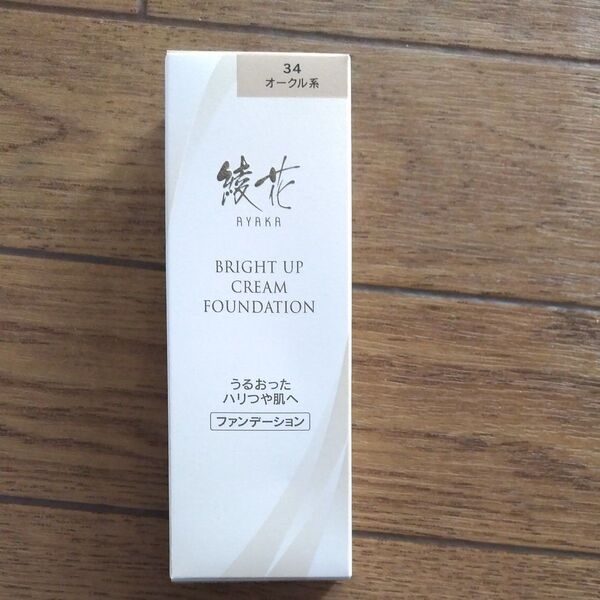 34
オークル系
綾花
AYAKA
BRIGHT UP
CREAM
FOUNDATION
うるおった
ハリつや肌へ
ファンデーション